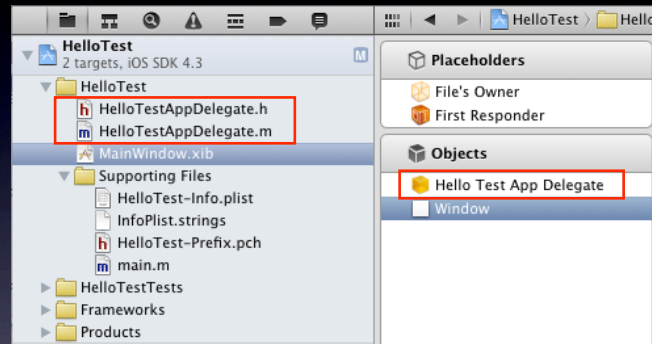 HelloTest
2 targets, iOS SDK 4.3
M
HelloTest
h HelloTestAppDelegate.h
m HelloTestAppDelegate.m
MainWindow.xib
Supporting Files
HelloTest-Info.plist
InfoPlist.strings
h HelloTest-Prefix.pch
m main.m
HelloTestTests
Frameworks
Products
HelloTest
Hello
Placeholders
File's Owner
First Responder
Objects
Hello Test App Delegate
Window